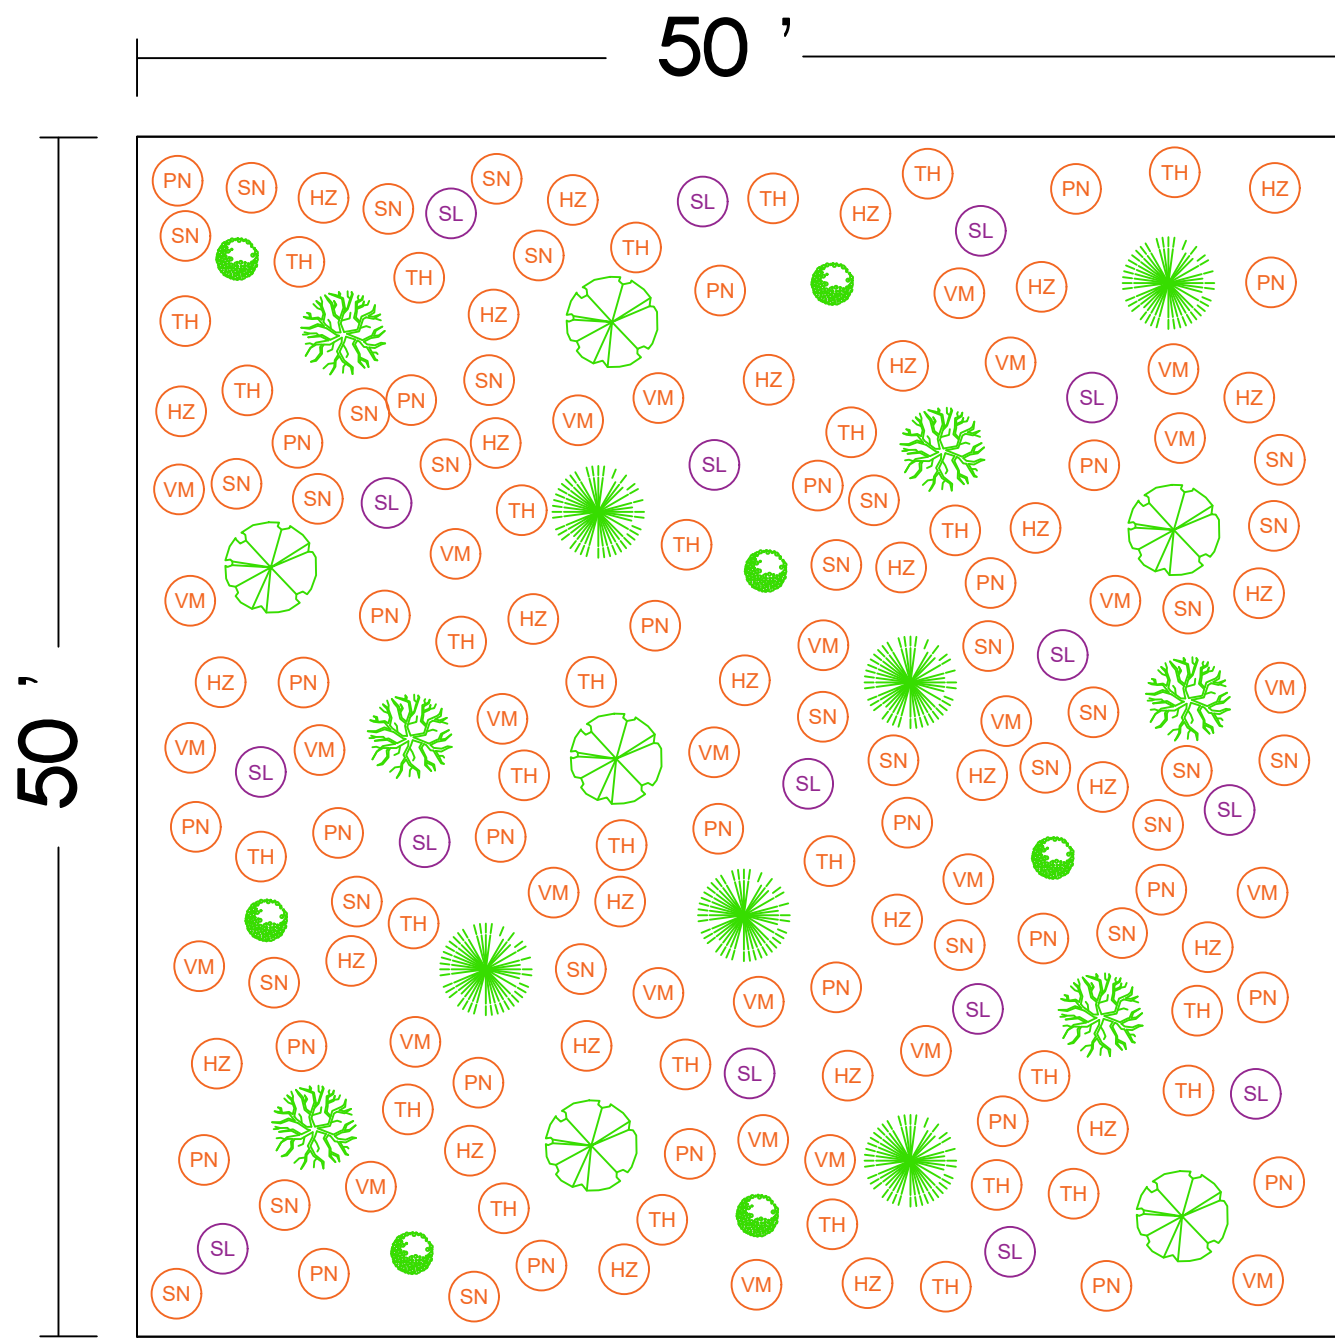 50 '
PN SN HZ SN SL SN HZ SL TH HZ TH PN TH HZ
SN TH TH SN TH SL
TH HZ PN VM HZ PN
HZ TH SN PN SN VM VM HZ HZ VM SL VM HZ
PN SN HZ SL TH PN VM SN
VM SN SN SL TH PN SN
VM TH SN HZ TH HZ SN
VM PN TH HZ PN PN VM SN HZ
HZ PN TH HZ VM SN SL VM
50 '
VM SL VM VM TH VM SL SN SN VM HZ SN SN HZ SN SN
PN TH PN SL PN TH PN TH PN SN SL
SN TH VM HZ HZ VM PN VM
VM SN HZ SN VM VM PN SN PN SN HZ
HZ PN VM PN HZ TH SL HZ VM SL TH TH PN
TH HZ PN HZ TH SL
PN SN VM TH PN VM VM TH TH PN
SL PN PN TH HZ TH SL
SN SN VM HZ TH PN VM